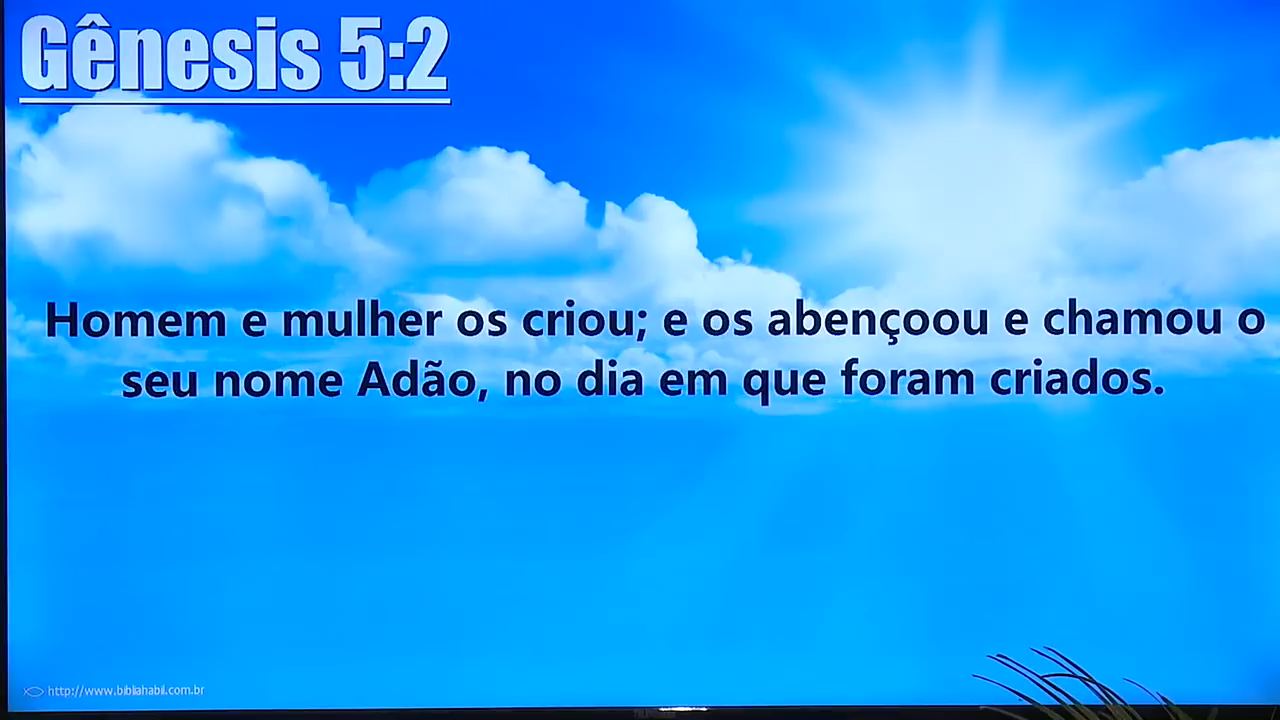 Gênesis 5:2
Homem e mulher os criou; e os abençoou e chamou o
seu nome Adão, no dia em que foram criados.
http://www.bibliahabil.com.br